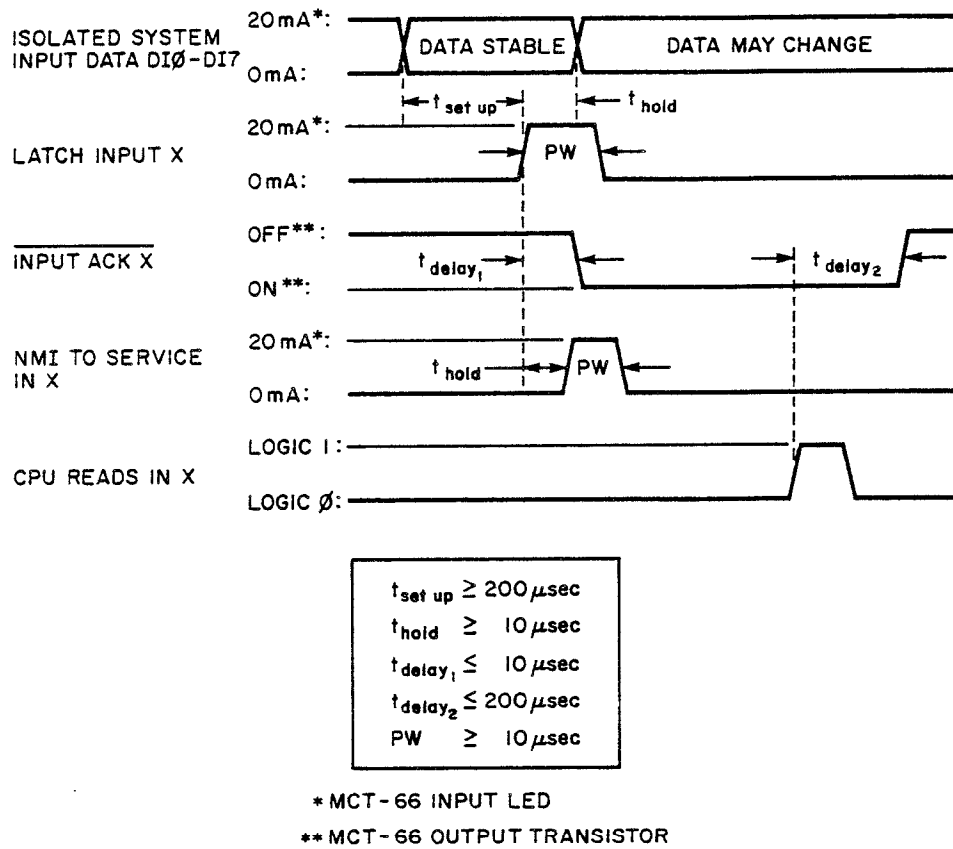 20mA*:
ISOLATED SYSTEM
INPUT DATA DIØ-DI7
DATA STABLE
DATA MAY CHANGE
0mA:
t set up
t hold
20mA*:
LATCH INPUT X
PW
0mA:
OFF**:
INPUT ACK X
t delay1
t delay2
ON**:
20mA*:
NMI TO SERVICE
IN X
t hold
PW
0mA:
LOGIC 1:
CPU READS IN X
LOGIC Ø:
t set up ≥ 200 μsec
t hold ≥ 10 μsec
t delay1 ≤ 10 μsec
t delay2 ≤ 200 μsec
PW ≥ 10 μsec
* MCT-66 INPUT LED
** MCT-66 OUTPUT TRANSISTOR